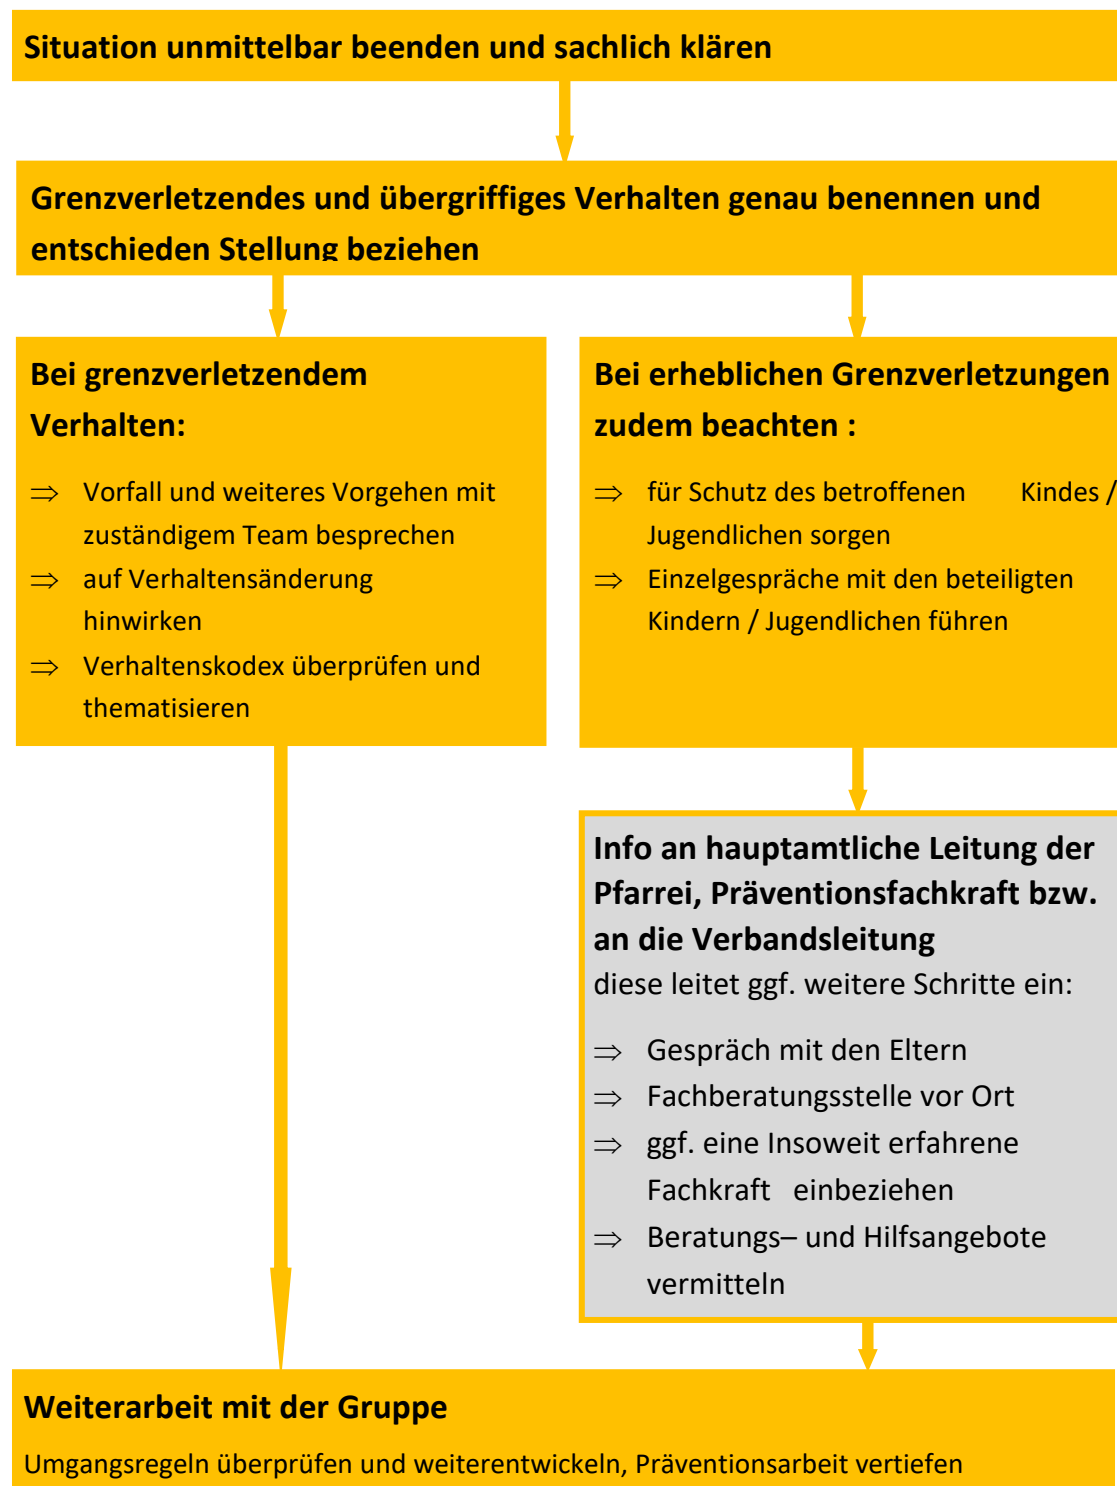 Situation unmittelbar beenden und sachlich klären
Grenzverletzendes und übergriffiges Verhalten genau benennen und
entschieden Stellung beziehen
Bei grenzverletzendem
Verhalten:
⇒ Vorfall und weiteres Vorgehen mit
zuständigem Team besprechen
⇒ auf Verhaltensänderung
hinwirken
⇒ Verhaltenskodex überprüfen und
thematisieren
Bei erheblichen Grenzverletzungen
zudem beachten :
⇒ für Schutz des betroffenen Kindes /
Jugendlichen sorgen
⇒ Einzelgespräche mit den beteiligten
Kindern / Jugendlichen führen
Info an hauptamtliche Leitung der
Pfarrei, Präventionsfachkraft bzw.
an die Verbandsleitung
diese leitet ggf. weitere Schritte ein:
⇒ Gespräch mit den Eltern
⇒ Fachberatungsstelle vor Ort
⇒ ggf. eine Insoweit erfahrene
Fachkraft einbeziehen
⇒ Beratungs– und Hilfsangebote
vermitteln
Weiterarbeit mit der Gruppe
Umgangsregeln überprüfen und weiterentwickeln, Präventionsarbeit vertiefen